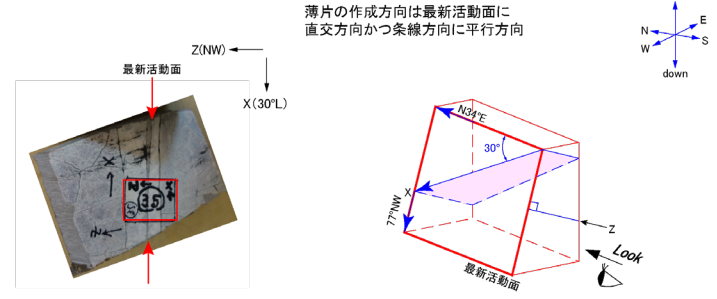 薄片の作成方向は最新活動面に
直交方向かつ条線方向に平行方向
Z(NW)
最新活動面
X(30°L)
X
Z
N
E
W
S
down
N34°E
30°
X
77°NW
Z
Look
最新活動面